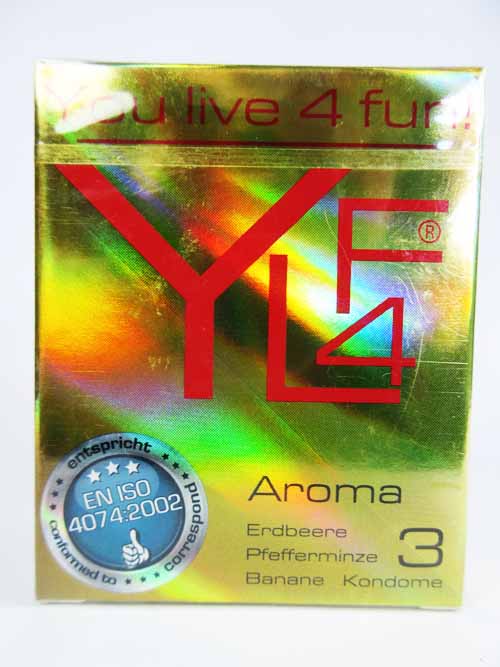 You live 4 fun!
YL4F®
entspricht
EN ISO
4074:2002
conformed to
correspond
Aroma
Erdbeere
Pfefferminze
3
Banane Kondome